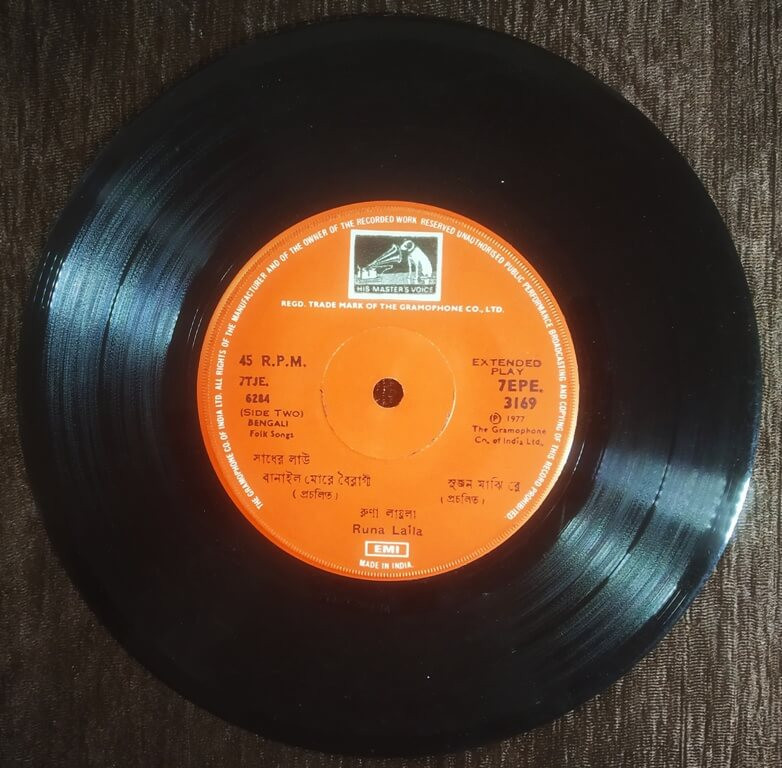 THE GRAMAPHONE CO. OF INDIA LTD. ALL RIGHTS OF THE MANUFACTURER AND OF THE OWNER OF THE RECORDED WORK RESERVED UNAUTHORISED PUBLIC PERFORMANCE BROADCASTING AND COPYING OF THIS RECORD PROHIBITED
HIS MASTER'S VOICE
REGD. TRADE MARK OF THE GRAMOPHONE CO., LTD.
45 R.P.M.
7TJE.
6284
(SIDE TWO)
BENGALI
Folk Songs
EXTENDED
PLAY
7EPE.
3169
Ⓟ 1977
The Gramophone
Co. of India Ltd.
সাধের লাউ
বানাইল মোরে বৈরাগী
(প্রচলিত)
সুজন মাঝি রে
(প্রচলিত)
রুণা লায়লা
Runa Laila
EMI
MADE IN INDIA.